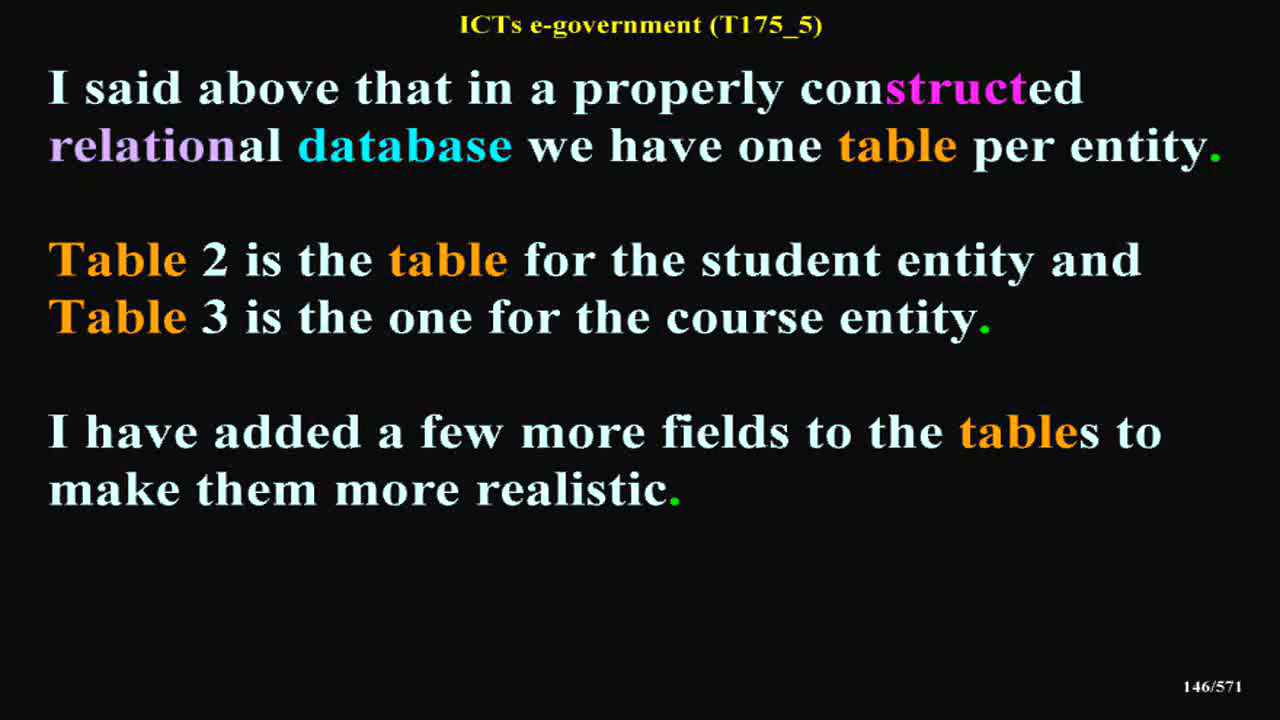 ICTs e-government (T175_5)
I said above that in a properly constructed
relational database we have one table per entity.
Table 2 is the table for the student entity and
Table 3 is the one for the course entity.
I have added a few more fields to the tables to
make them more realistic.
146/571